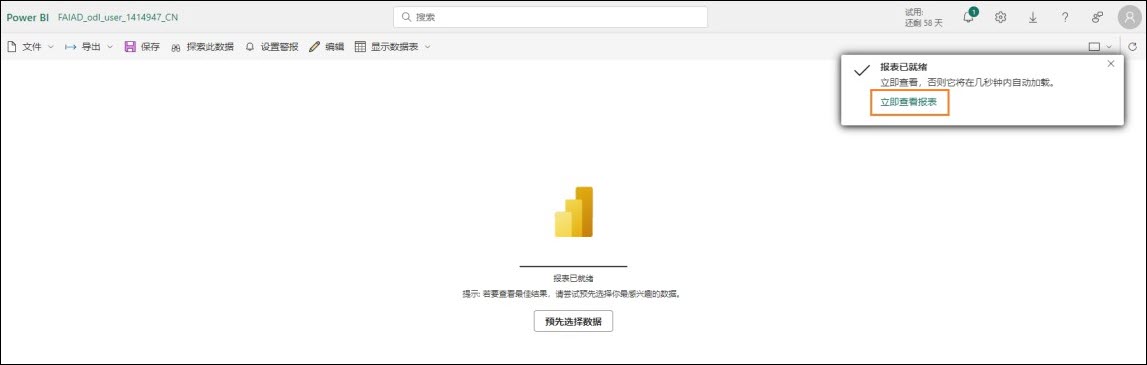 Power BI FAIAD_odl_user_1414947_CN
搜索
试用:
还剩 58 天
1
文件 导出 保存 探索此数据 设置警报 编辑 显示数据表
报表已就绪
立即查看，否则它将在几秒钟内自动加载。
立即查看报表
报表已就绪
提示: 若要查看最佳结果，请尝试预先选择你最感兴趣的数据。
预先选择数据